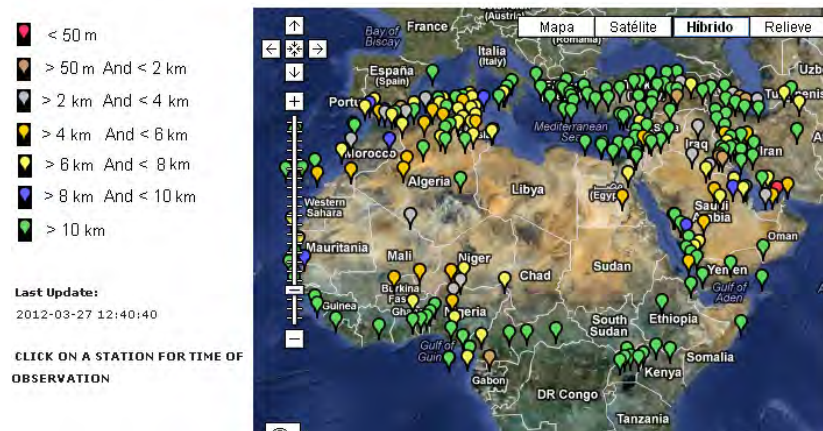 < 50 m
> 50 m And < 2 km
> 2 km And < 4 km
> 4 km And < 6 km
> 6 km And < 8 km
> 8 km And < 10 km
> 10 km
Last Update:
2012-03-27 12:40:40
CLICK ON A STATION FOR TIME OF
OBSERVATION
Mapa Satélite Híbrido Relieve
(Austria)
France
Bay of
Biscay
(Romania)
Italia
(Italy)
España
(Spain)
Portu
Uzb
Mediterranean
Sea
Morocco
Iraq
Iran
Algeria
Libya
(Egypt)
Saudi
Arabia
Western
Sahara
Oman
Mauritania
Mali
Niger
Chad
Sudan
Yemen
Gulf of
Aden
Burkina
Faso
Guinea
Nigeria
South
Sudan
Ethiopia
Gulf of
Guin
Somalia
Kenya
Gabon
DR Congo
Tanzania